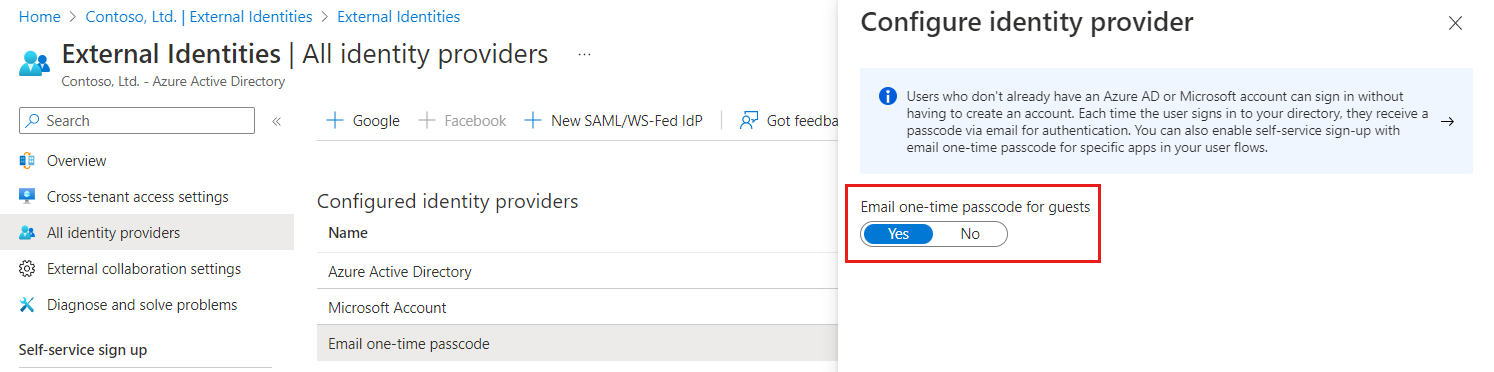 Home > Contoso, Ltd. | External Identities > External Identities
External Identities | All identity providers ...
Contoso, Ltd. - Azure Active Directory
Search
Overview
Cross-tenant access settings
All identity providers
External collaboration settings
Diagnose and solve problems
Self-service sign up
Google
Facebook
New SAML/WS-Fed IdP
Got feedba
Configured identity providers
Name
Azure Active Directory
Microsoft Account
Email one-time passcode
Configure identity provider
Users who don't already have an Azure AD or Microsoft account can sign in without
having to create an account. Each time the user signs in to your directory, they receive a
passcode via email for authentication. You can also enable self-service sign-up with
email one-time passcode for specific apps in your user flows.
Email one-time passcode for guests
Yes No